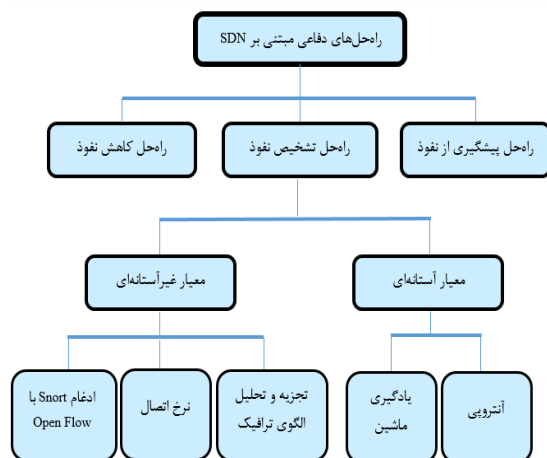 راه‌حل‌های دفاعی مبتنی بر SDN
راه‌حل پیشگیری از نفوذ
راه‌حل تشخیص نفوذ
راه‌حل کاهش نفوذ
معیار آستانه‌ای
معیار غیرآستانه‌ای
آنتروپی
یادگیری
ماشین
تجزیه و تحلیل
الگوی ترافیک
نرخ اتصال
ادغام Snort با
Open Flow